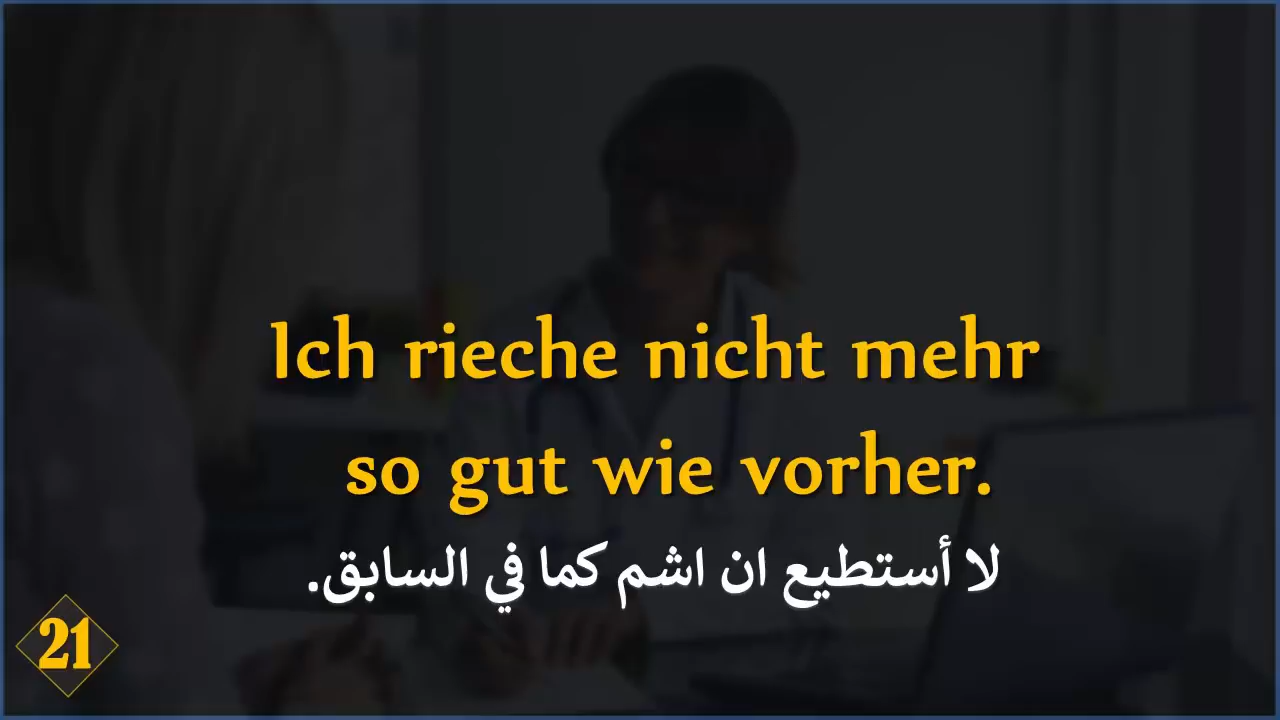 Ich rieche nicht mehr
so gut wie vorher.
لا أستطيع ان اشم كما في السابق.
21